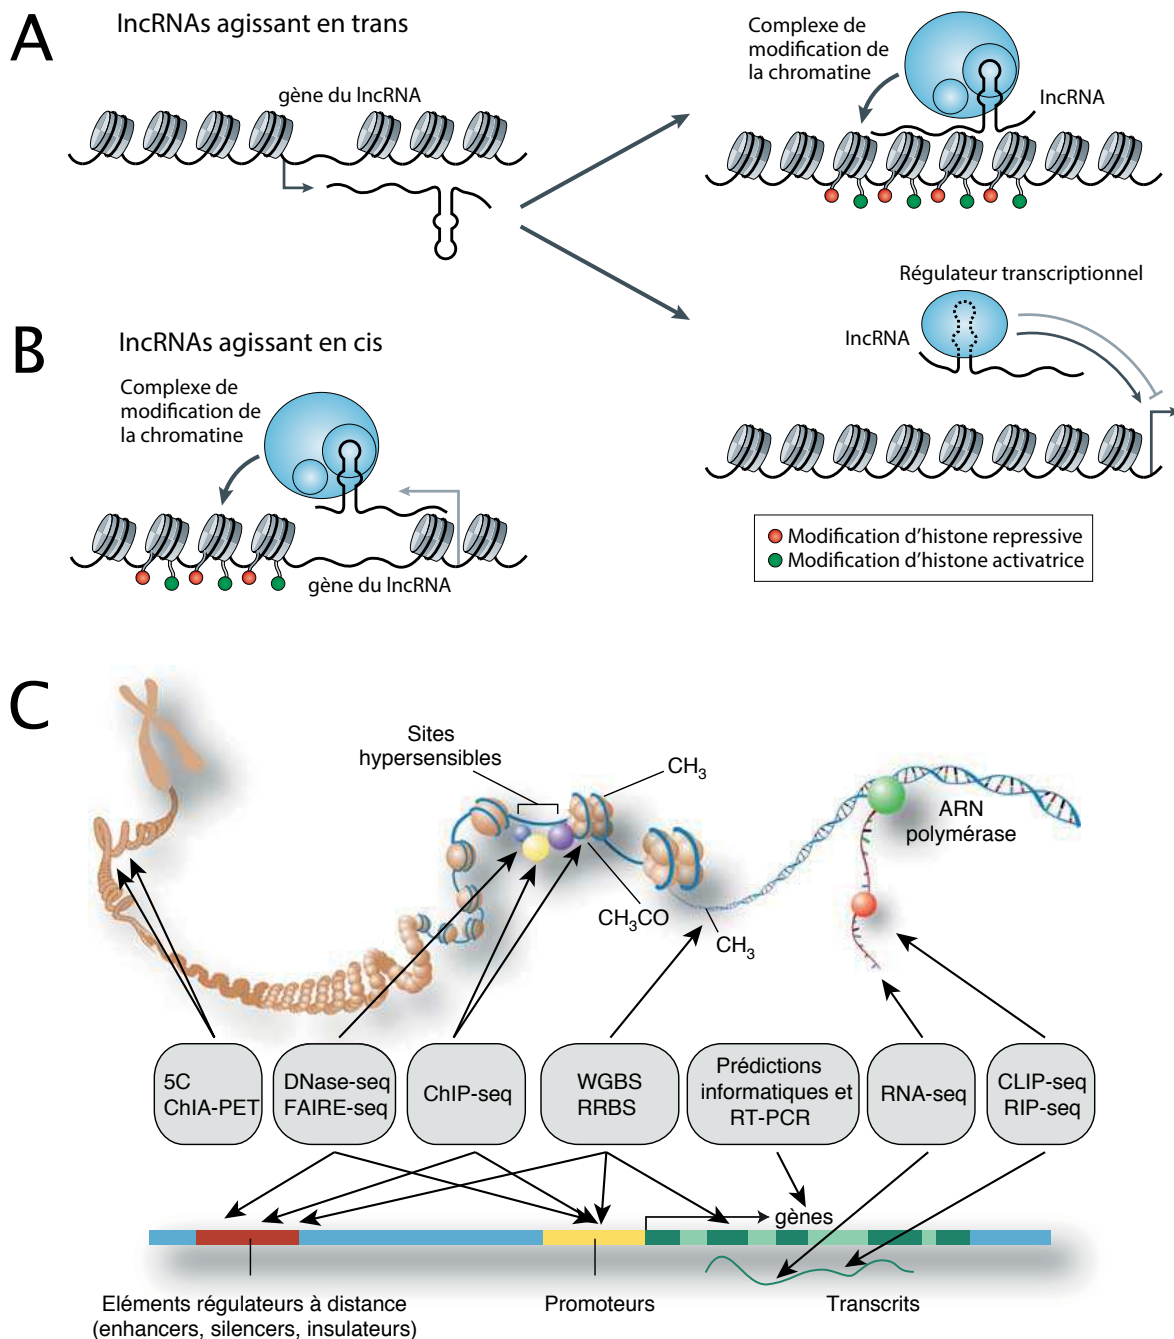 A
lncRNAs agissant en trans
gène du lncRNA
Complexe de
modification de
la chromatine
lncRNA
Régulateur transcriptionnel
lncRNA
B
lncRNAs agissant en cis
Complexe de
modification de
la chromatine
gène du lncRNA
Modification d'histone repressive
Modification d'histone activatrice
C
Sites
hypersensibles
CH3
CH3CO
CH3
ARN
polymérase
5C
ChIA-PET
DNase-seq
FAIRE-seq
ChIP-seq
WGBS
RRBS
Prédictions
informatiques et
RT-PCR
RNA-seq
CLIP-seq
RIP-seq
gènes
Eléments régulateurs à distance
(enhancers, silencers, insulateurs)
Promoteurs
Transcrits